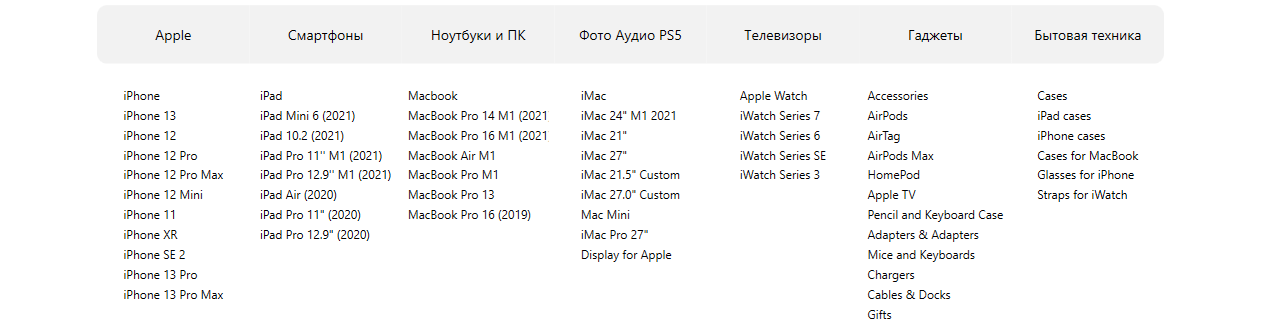 Apple
Смартфоны
Ноутбуки и ПК
Фото Аудио PS5
Телевизоры
Гаджеты
Бытовая техника
iPhone
iPhone 13
iPhone 12
iPhone 12 Pro
iPhone 12 Pro Max
iPhone 12 Mini
iPhone 11
iPhone XR
iPhone SE 2
iPhone 13 Pro
iPhone 13 Pro Max
iPad
iPad Mini 6 (2021)
iPad 10.2 (2021)
iPad Pro 11'' M1 (2021)
iPad Pro 12.9'' M1 (2021)
iPad Air (2020)
iPad Pro 11" (2020)
iPad Pro 12.9" (2020)
Macbook
MacBook Pro 14 M1 (2021
MacBook Pro 16 M1 (2021
MacBook Air M1
MacBook Pro M1
MacBook Pro 13
MacBook Pro 16 (2019)
iMac
iMac 24" M1 2021
iMac 21"
iMac 27"
iMac 21.5" Custom
iMac 27.0" Custom
Mac Mini
iMac Pro 27"
Display for Apple
Apple Watch
iWatch Series 7
iWatch Series 6
iWatch Series SE
iWatch Series 3
Accessories
AirPods
AirTag
AirPods Max
HomePod
Apple TV
Pencil and Keyboard Case
Adapters & Adapters
Mice and Keyboards
Chargers
Cables & Docks
Gifts
Cases
iPad cases
iPhone cases
Cases for MacBook
Glasses for iPhone
Straps for iWatch